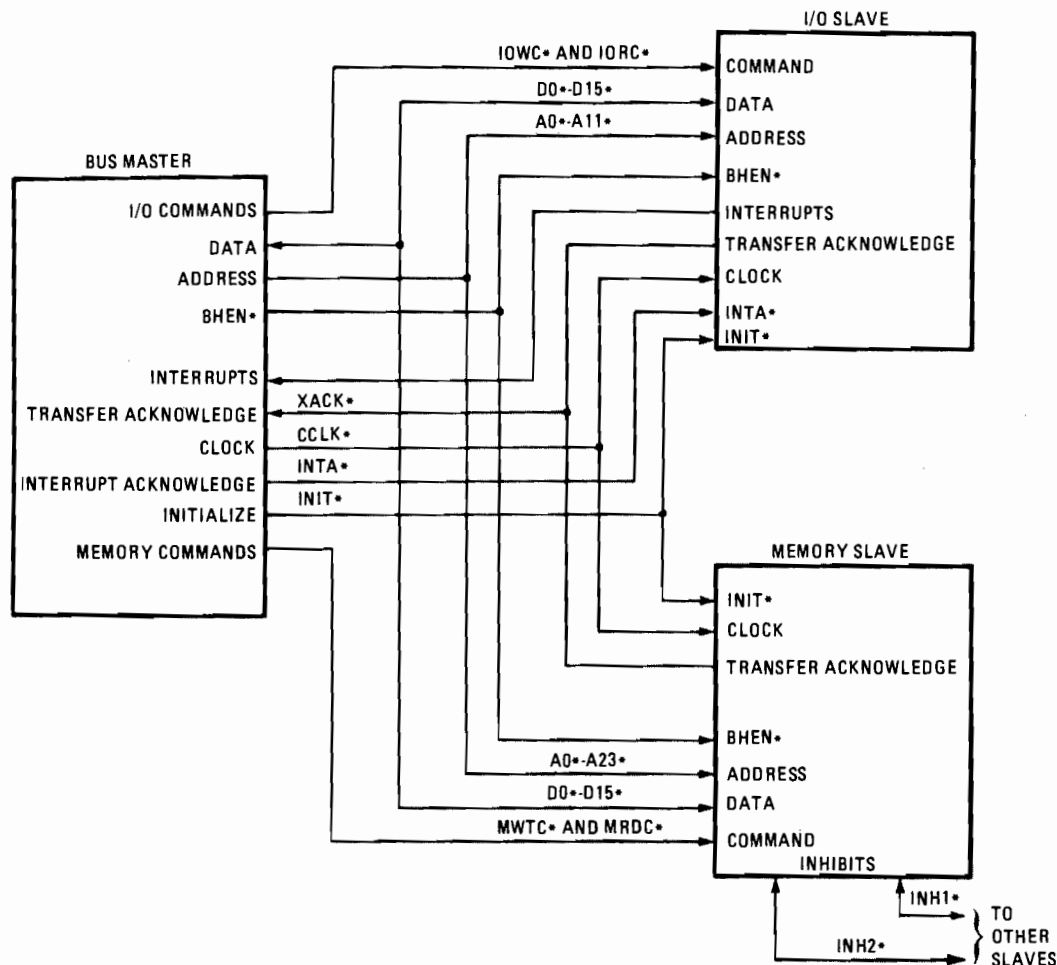 I/O SLAVE
IOWC* AND IORC*
COMMAND
D0*-D15*
DATA
A0*-A11*
ADDRESS
BHEN*
INTERRUPTS
TRANSFER ACKNOWLEDGE
CLOCK
INTA*
INIT*
BUS MASTER
I/O COMMANDS
DATA
ADDRESS
BHEN*
INTERRUPTS
TRANSFER ACKNOWLEDGE
CLOCK
INTERRUPT ACKNOWLEDGE
INITIALIZE
MEMORY COMMANDS
XACK*
CCLK*
INTA*
INIT*
MEMORY SLAVE
INIT*
CLOCK
TRANSFER ACKNOWLEDGE
BHEN*
A0*-A23*
ADDRESS
D0*-D15*
DATA
MWTC* AND MRDC*
COMMAND
INHIBITS
INH1*
INH2*
TO
OTHER
SLAVES